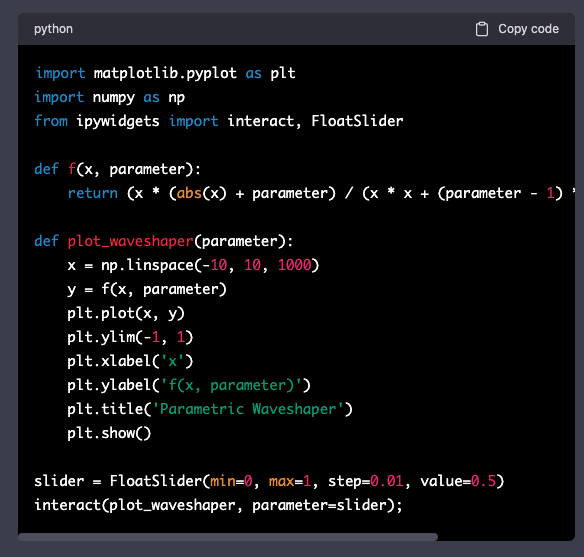 python Copy code
import matplotlib.pyplot as plt
import numpy as np
from ipywidgets import interact, FloatSlider
def f(x, parameter):
return (x * (abs(x) + parameter) / (x * x + (parameter - 1)
def plot_waveshaper(parameter):
x = np.linspace(-10, 10, 1000)
y = f(x, parameter)
plt.plot(x, y)
plt.ylim(-1, 1)
plt.xlabel('x')
plt.ylabel('f(x, parameter)')
plt.title('Parametric Waveshaper')
plt.show()
slider = FloatSlider(min=0, max=1, step=0.01, value=0.5)
interact(plot_waveshaper, parameter=slider);